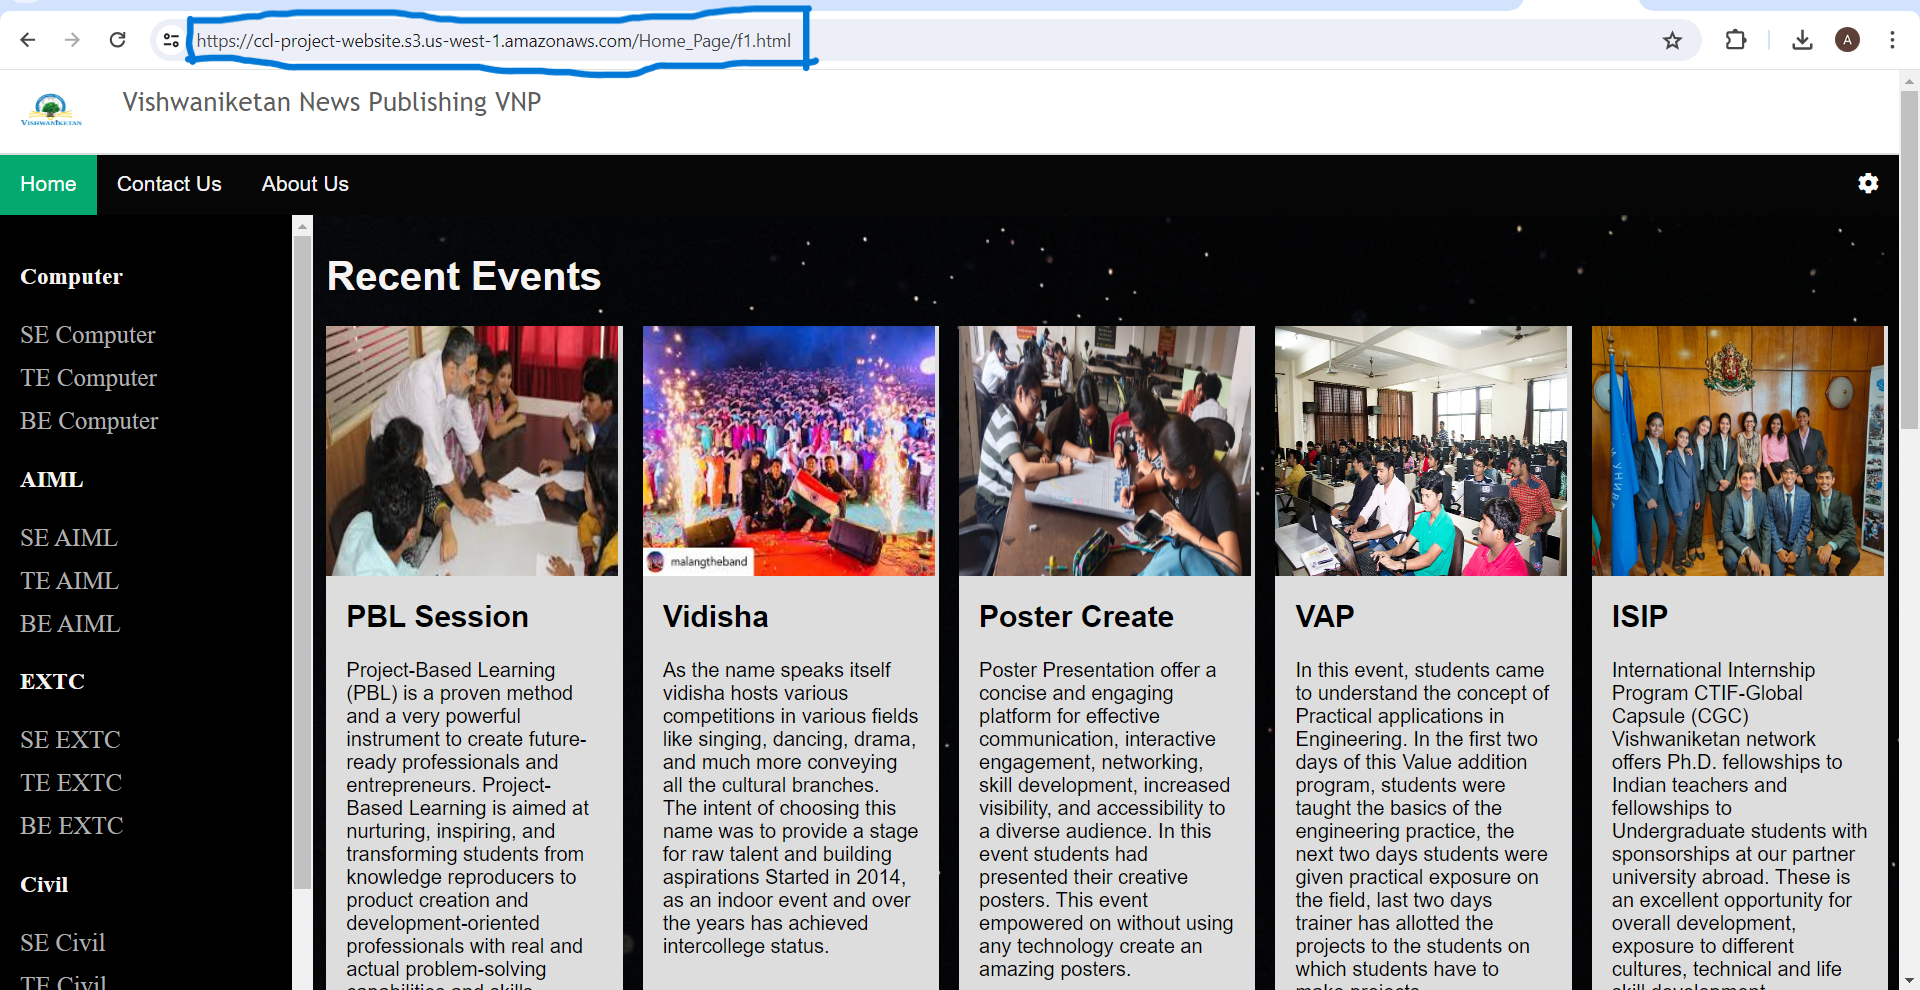 https://ccl-project-website.s3.us-west-1.amazonaws.com/Home_Page/f1.html
A
VISHWANIKETAN
Vishwaniketan News Publishing VNP
Home
Contact Us
About Us
Computer
SE Computer
TE Computer
BE Computer
AIML
SE AIML
TE AIML
BE AIML
EXTC
SE EXTC
TE EXTC
BE EXTC
Civil
SE Civil
TE Civil
Recent Events
PBL Session
Project-Based Learning
(PBL) is a proven method
and a very powerful
instrument to create future-
ready professionals and
entrepreneurs. Project-
Based Learning is aimed at
nurturing, inspiring, and
transforming students from
knowledge reproducers to
product creation and
development-oriented
professionals with real and
actual problem-solving
capabilities and skills
malangtheband
Vidisha
As the name speaks itself
vidisha hosts various
competitions in various fields
like singing, dancing, drama,
and much more conveying
all the cultural branches.
The intent of choosing this
name was to provide a stage
for raw talent and building
aspirations Started in 2014,
as an indoor event and over
the years has achieved
intercollege status.
Poster Create
Poster Presentation offer a
concise and engaging
platform for effective
communication, interactive
engagement, networking,
skill development, increased
visibility, and accessibility to
a diverse audience. In this
event students had
presented their creative
posters. This event
empowered on without using
any technology create an
amazing posters.
VAP
In this event, students came
to understand the concept of
Practical applications in
Engineering. In the first two
days of this Value addition
program, students were
taught the basics of the
engineering practice, the
next two days students were
given practical exposure on
the field, last two days
trainer has allotted the
projects to the students on
which students have to
make projects
ISIP
International Internship
Program CTIF-Global
Capsule (CGC)
Vishwaniketan network
offers Ph.D. fellowships to
Indian teachers and
fellowships to
Undergraduate students with
sponsorships at our partner
university abroad. These is
an excellent opportunity for
overall development,
exposure to different
cultures, technical and life
skill development